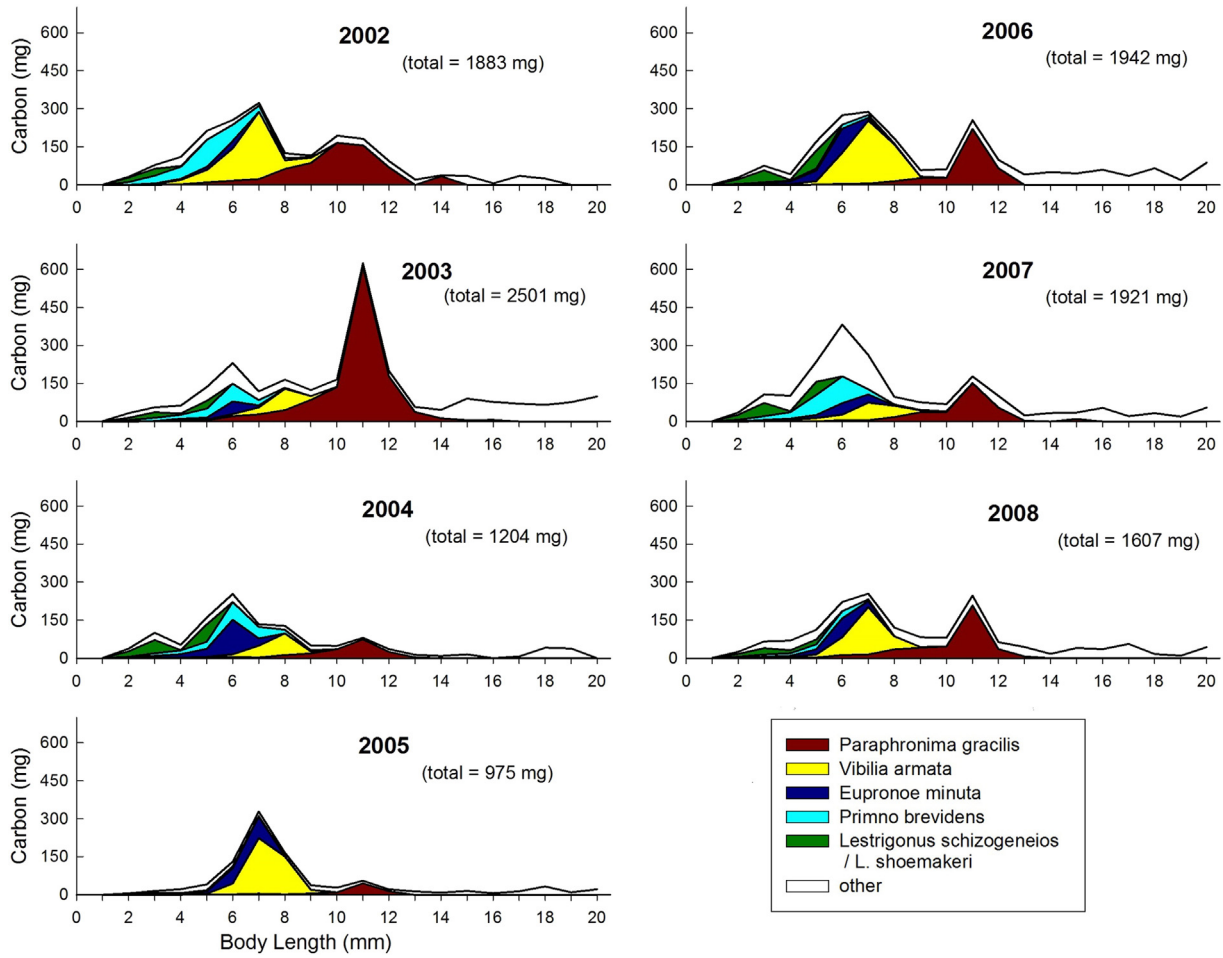 2002
(total = 1883 mg)
Carbon (mg)
600
450
300
150
0
0 2 4 6 8 10 12 14 16 18 20
2003
(total = 2501 mg)
Carbon (mg)
600
450
300
150
0
0 2 4 6 8 10 12 14 16 18 20
2004
(total = 1204 mg)
Carbon (mg)
600
450
300
150
0
0 2 4 6 8 10 12 14 16 18 20
2005
(total = 975 mg)
Carbon (mg)
600
450
300
150
0
0 2 4 6 8 10 12 14 16 18 20
Body Length (mm)
2006
(total = 1942 mg)
600
450
300
150
0
0 2 4 6 8 10 12 14 16 18 20
2007
(total = 1921 mg)
600
450
300
150
0
0 2 4 6 8 10 12 14 16 18 20
2008
(total = 1607 mg)
600
450
300
150
0
0 2 4 6 8 10 12 14 16 18 20
Paraphronima gracilis
Vibilia armata
Eupronoe minuta
Primno brevidens
Lestrigonus schizogeneios
/ L. shoemakeri
other